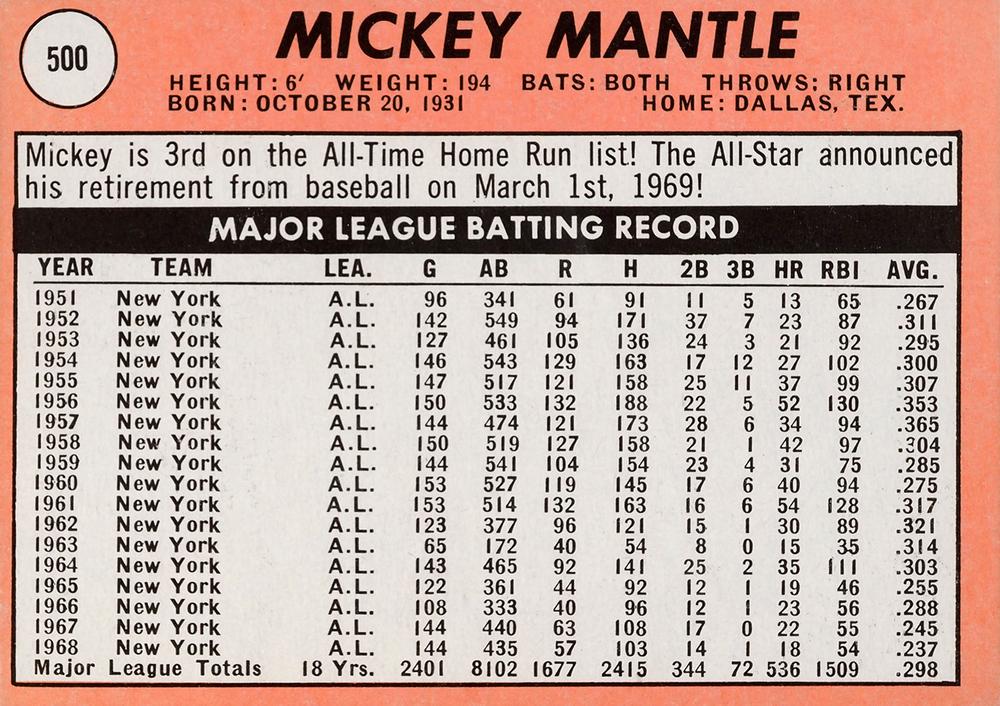 500
MICKEY MANTLE
HEIGHT: 6′ WEIGHT: 194 BATS: BOTH THROWS: RIGHT
BORN: OCTOBER 20, 1931 HOME: DALLAS, TEX.
Mickey is 3rd on the All-Time Home Run list! The All-Star announced
his retirement from baseball on March 1st, 1969!
MAJOR LEAGUE BATTING RECORD
YEAR TEAM LEA. G AB R H 2B 3B HR RBI AVG.
1951 New York A.L. 96 341 61 91 11 5 13 65 .267
1952 New York A.L. 142 549 94 171 37 7 23 87 .311
1953 New York A.L. 127 461 105 136 24 3 21 92 .295
1954 New York A.L. 146 543 129 163 17 12 27 102 .300
1955 New York A.L. 147 517 121 158 25 11 37 99 .307
1956 New York A.L. 150 533 132 188 22 5 52 130 .353
1957 New York A.L. 144 474 121 173 28 6 34 94 .365
1958 New York A.L. 150 519 127 158 21 1 42 97 .304
1959 New York A.L. 144 541 104 154 23 4 31 75 .285
1960 New York A.L. 153 527 119 145 17 6 40 94 .275
1961 New York A.L. 153 514 132 163 16 6 54 128 .317
1962 New York A.L. 123 377 96 121 15 1 30 89 .321
1963 New York A.L. 65 172 40 54 8 0 15 35 .314
1964 New York A.L. 143 465 92 141 25 2 35 111 .303
1965 New York A.L. 122 361 44 92 12 1 19 46 .255
1966 New York A.L. 108 333 40 96 12 1 23 56 .288
1967 New York A.L. 144 440 63 108 17 0 22 55 .245
1968 New York A.L. 144 435 57 103 14 1 18 54 .237
Major League Totals 18 Yrs. 2401 8102 1677 2415 344 72 536 1509 .298